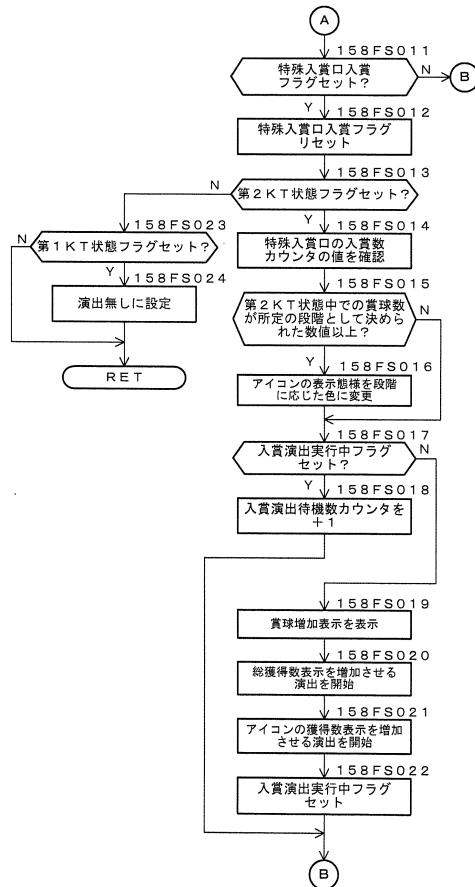 A
158FS011
特殊入賞口入賞
フラグセット？
N
B
Y
158FS012
特殊入賞口入賞フラグ
リセット
158FS013
第2KT状態フラグセット？
N
Y
158FS023
第1KT状態フラグセット？
N
Y
158FS024
演出無しに設定
RET
158FS014
特殊入賞口の入賞数
カウンタの値を確認
158FS015
第2KT状態中での賞球数
が所定の段階として決めら
れた数値以上？
N
Y
158FS016
アイコンの表示態様を段階
に応じた色に変更
158FS017
入賞演出実行中フラグ
セット？
N
Y
158FS018
入賞演出待機数カウンタを
＋1
158FS019
賞球増加表示を表示
158FS020
総獲得数表示を増加させる
演出を開始
158FS021
アイコンの獲得数表示を増加
させる演出を開始
158FS022
入賞演出実行中フラグ
セット
B